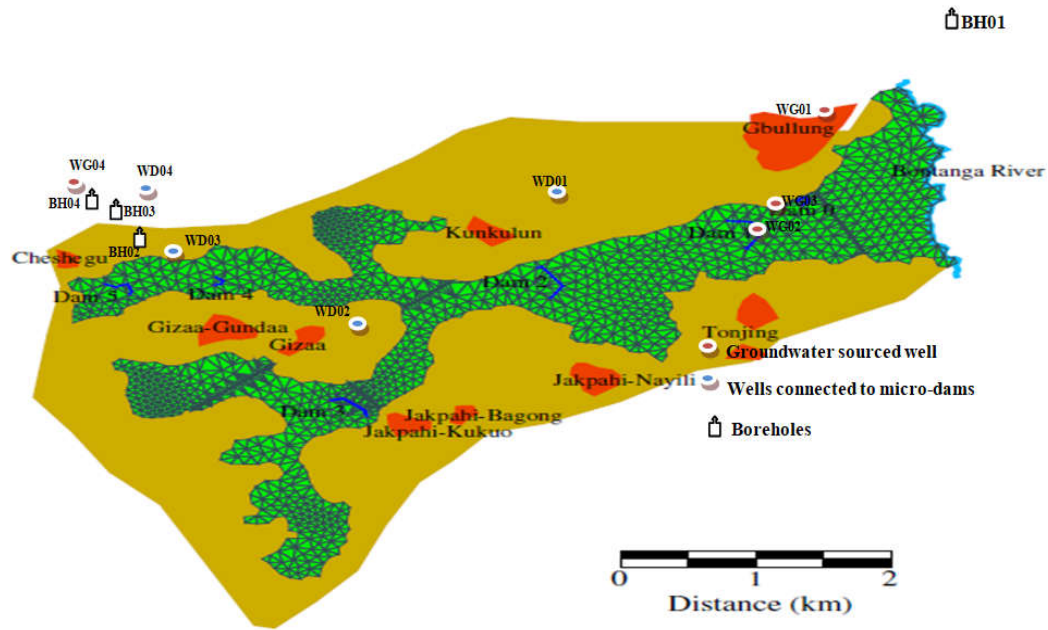 BH01
WG01
Gbullung
WG04
WD04
Bontanga River
WD01
BH04
WG03
BH03
Dam 6
WG02
Kunkulun
BH02
WD03
Cheshegu
Dam 2
Dam 5
Dam 4
WD02
Gizaa-Gundaa
Tonjing
Gizaa
Groundwater sourced well
Jakpahi-Nayili
Wells connected to micro-dams
Dam 3
Jakpahi-Bagong
Jakpahi-Kukuo
Boreholes
0 1 2
Distance (km)